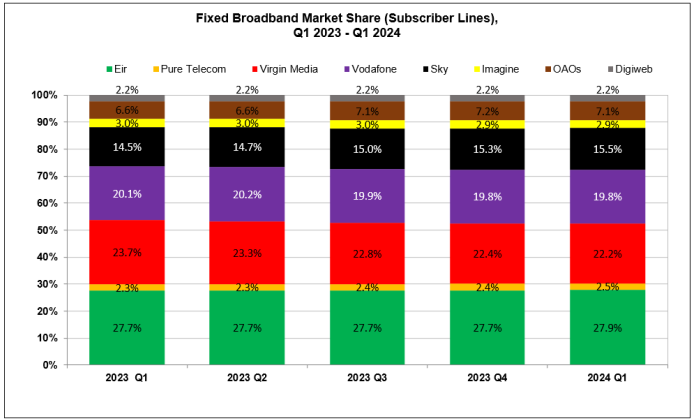 Fixed Broadband Market Share (Subscriber Lines),
Q1 2023 - Q1 2024
Eir Pure Telecom Virgin Media Vodafone Sky Imagine OAOs Digiweb
2.2% 2.2% 2.2% 2.2% 2.2%
100%
6.6% 6.6% 7.1% 7.2% 7.1%
90%
3.0% 3.0% 3.0% 2.9% 2.9%
80%
14.5% 14.7% 15.0% 15.3% 15.5%
70%
20.1% 20.2% 19.9% 19.8% 19.8%
60%
50%
23.7% 23.3% 22.8% 22.4% 22.2%
40%
30%
2.3% 2.3% 2.4% 2.4% 2.5%
20%
27.7% 27.7% 27.7% 27.7% 27.9%
10%
0%
2023 Q1 2023 Q2 2023 Q3 2023 Q4 2024 Q1